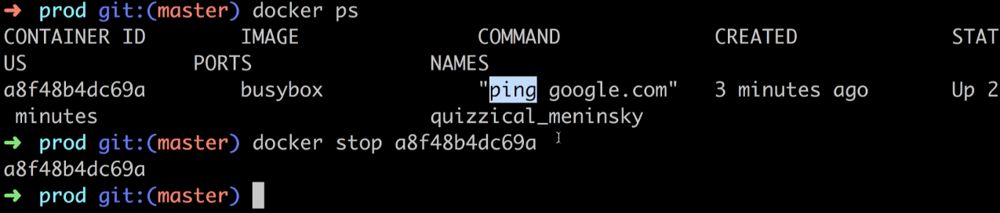 ➜ prod git:(master) docker ps
CONTAINER ID IMAGE COMMAND CREATED STAT
US PORTS NAMES
a8f48b4dc69a busybox "ping google.com" 3 minutes ago Up 2
minutes quizzical_meninsky
➜ prod git:(master) docker stop a8f48b4dc69a
a8f48b4dc69a
➜ prod git:(master)